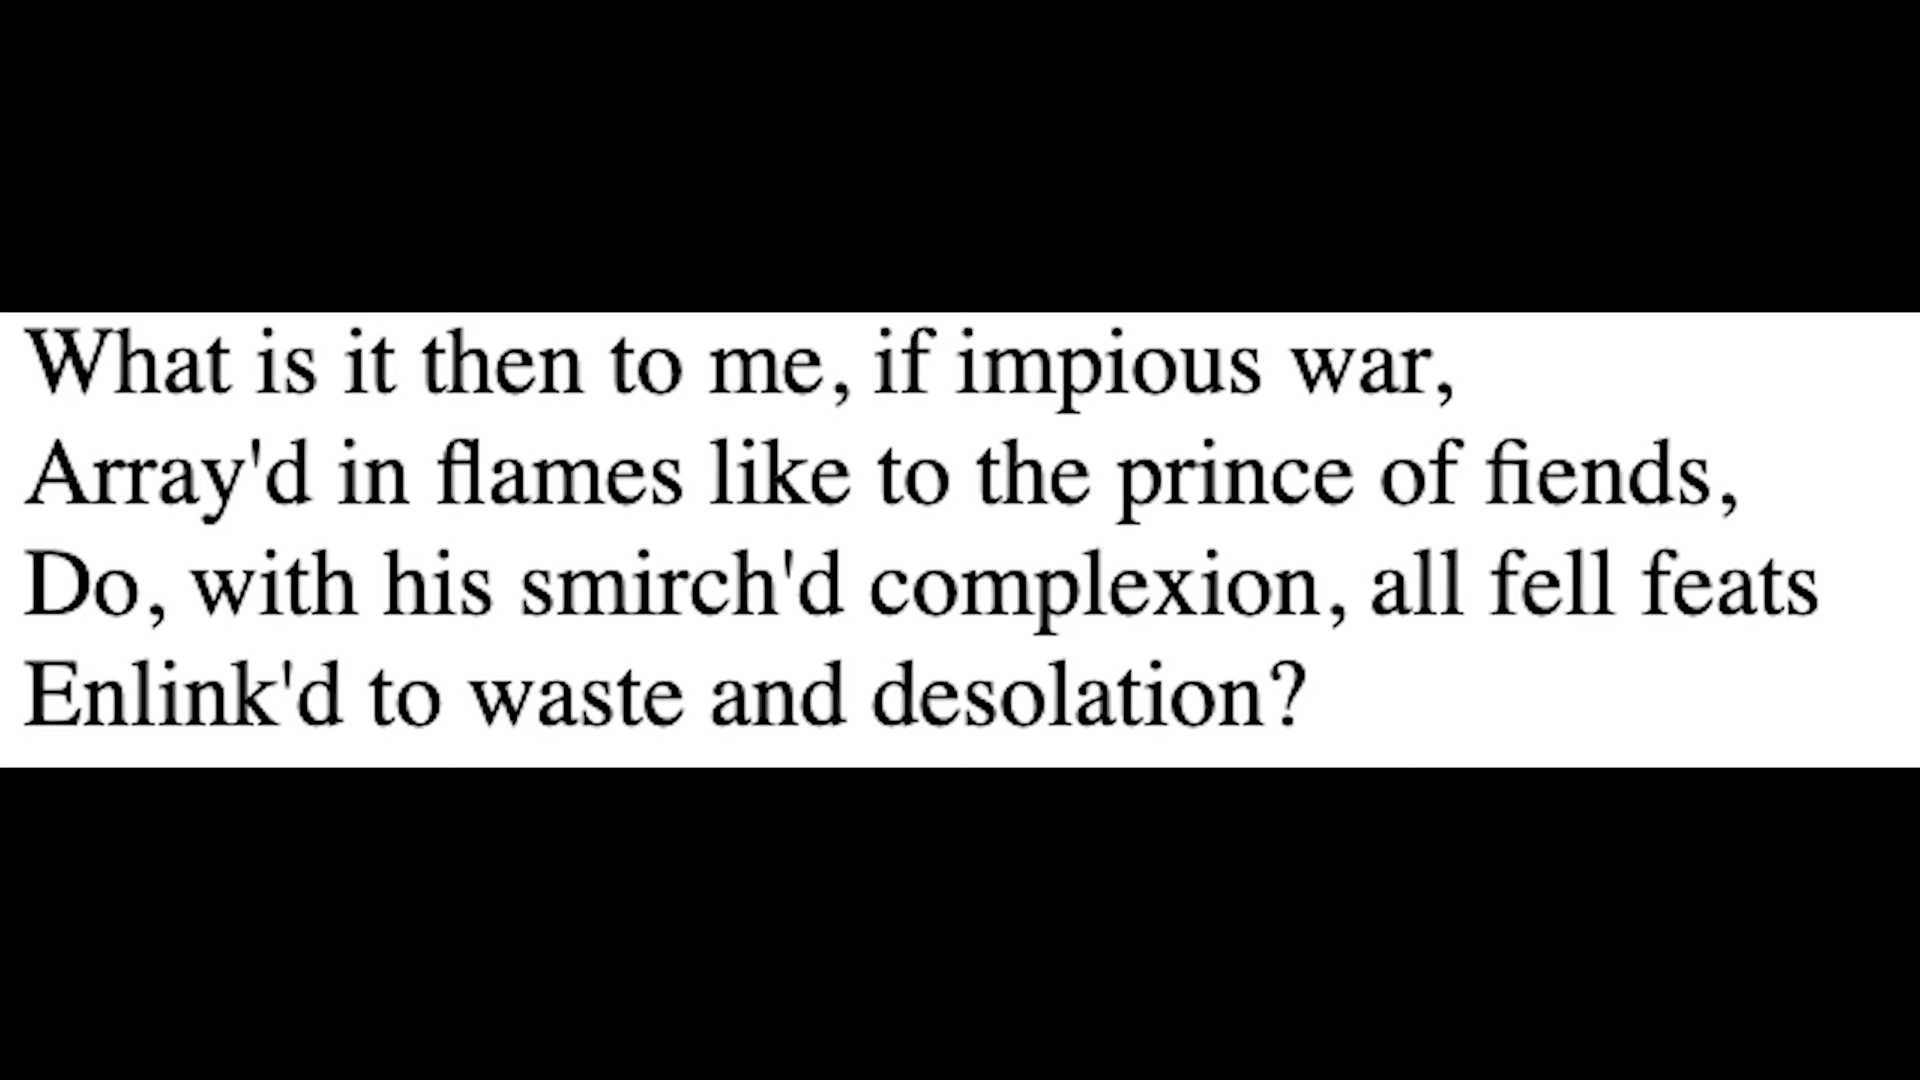 What is it then to me, if impious war,
Array'd in flames like to the prince of fiends,
Do, with his smirch'd complexion, all fell feats
Enlink'd to waste and desolation?